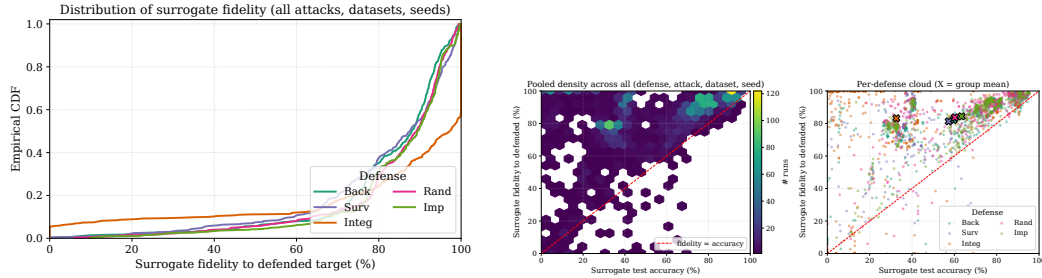 Distribution of surrogate fidelity (all attacks, datasets, seeds)
Empirical CDF
1.0
0.8
0.6
0.4
0.2
0.0
0 20 40 60 80 100
Surrogate fidelity to defended target (%)
Defense
Back Rand
Surv Imp
Integ
Pooled density across all (defense, attack, dataset, seed)
Surrogate fidelity to defended (%)
100
80
60
40
20
0
0 20 40 60 80 100
Surrogate test accuracy (%)
fidelity = accuracy
120
100
80
60
40
20
# runs
Per-defense cloud (X = group mean)
Surrogate fidelity to defended (%)
100
80
60
40
20
0
0 20 40 60 80 100
Surrogate test accuracy (%)
Defense
Back Rand
Surv Imp
Integ